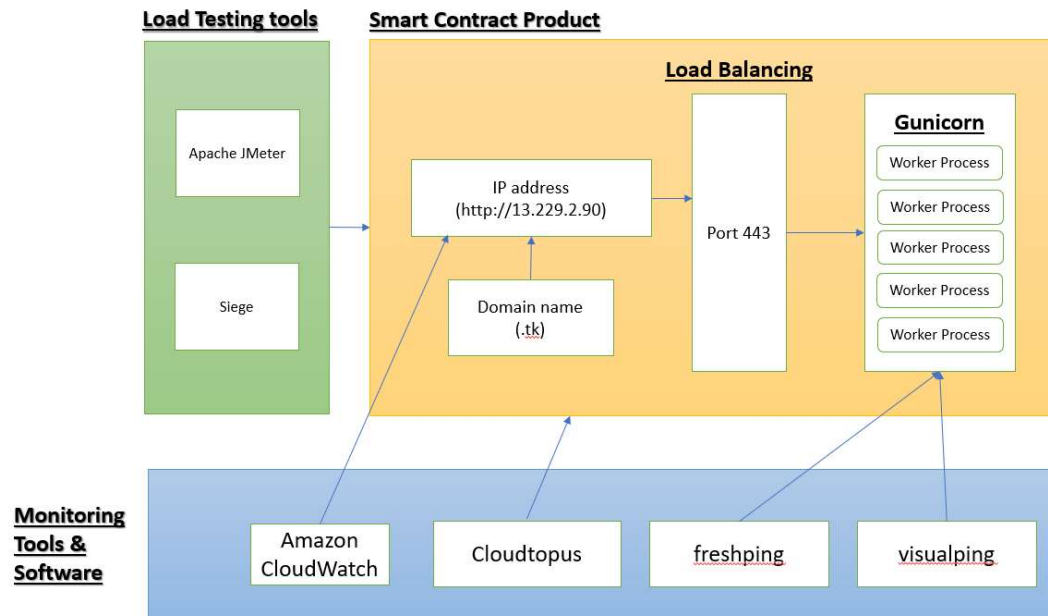 Load Testing tools
Smart Contract Product
Load Balancing
Apache JMeter
Siege
IP address
(http://13.229.2.90)
Domain name
(.tk)
Port 443
Gunicorn
Worker Process
Worker Process
Worker Process
Worker Process
Worker Process
Monitoring
Tools &
Software
Amazon
CloudWatch
Cloudtopus
freshping
visualping